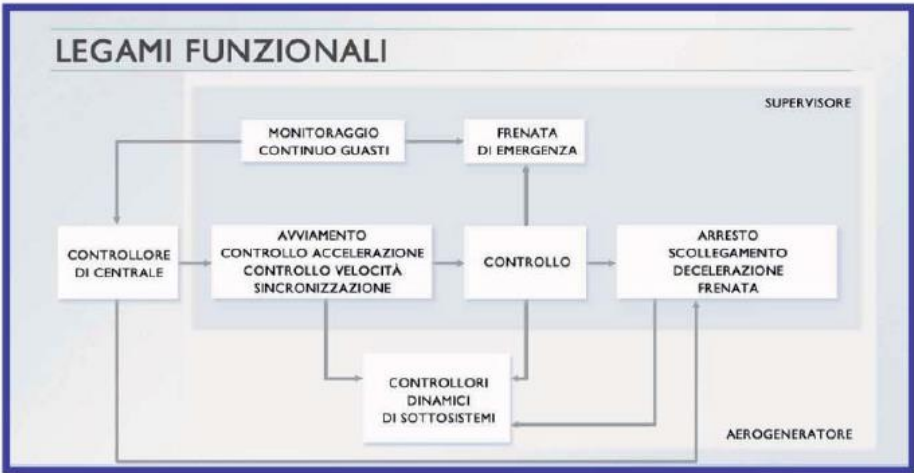 LEGAMI FUNZIONALI
SUPERVISORE
MONITORAGGIO
CONTINUO GUASTI
FRENATA
DI EMERGENZA
CONTROLLORE
DI CENTRALE
AVVIAMENTO
CONTROLLO ACCELERAZIONE
CONTROLLO VELOCITÀ
SINCRONIZZAZIONE
CONTROLLO
ARRESTO
SCOLLEGAMENTO
DECELERAZIONE
FRENATA
CONTROLLORI
DINAMICI
DI SOTTOSISTEMI
AEROGENERATORE